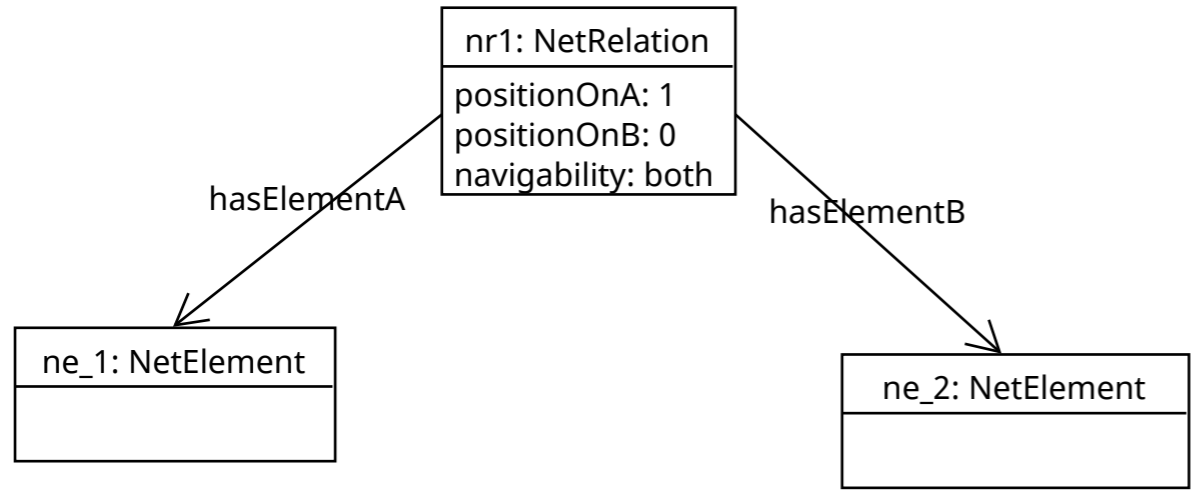 nr1: NetRelation
positionOnA: 1
positionOnB: 0
navigability: both
hasElementA
hasElementB
ne_1: NetElement
ne_2: NetElement